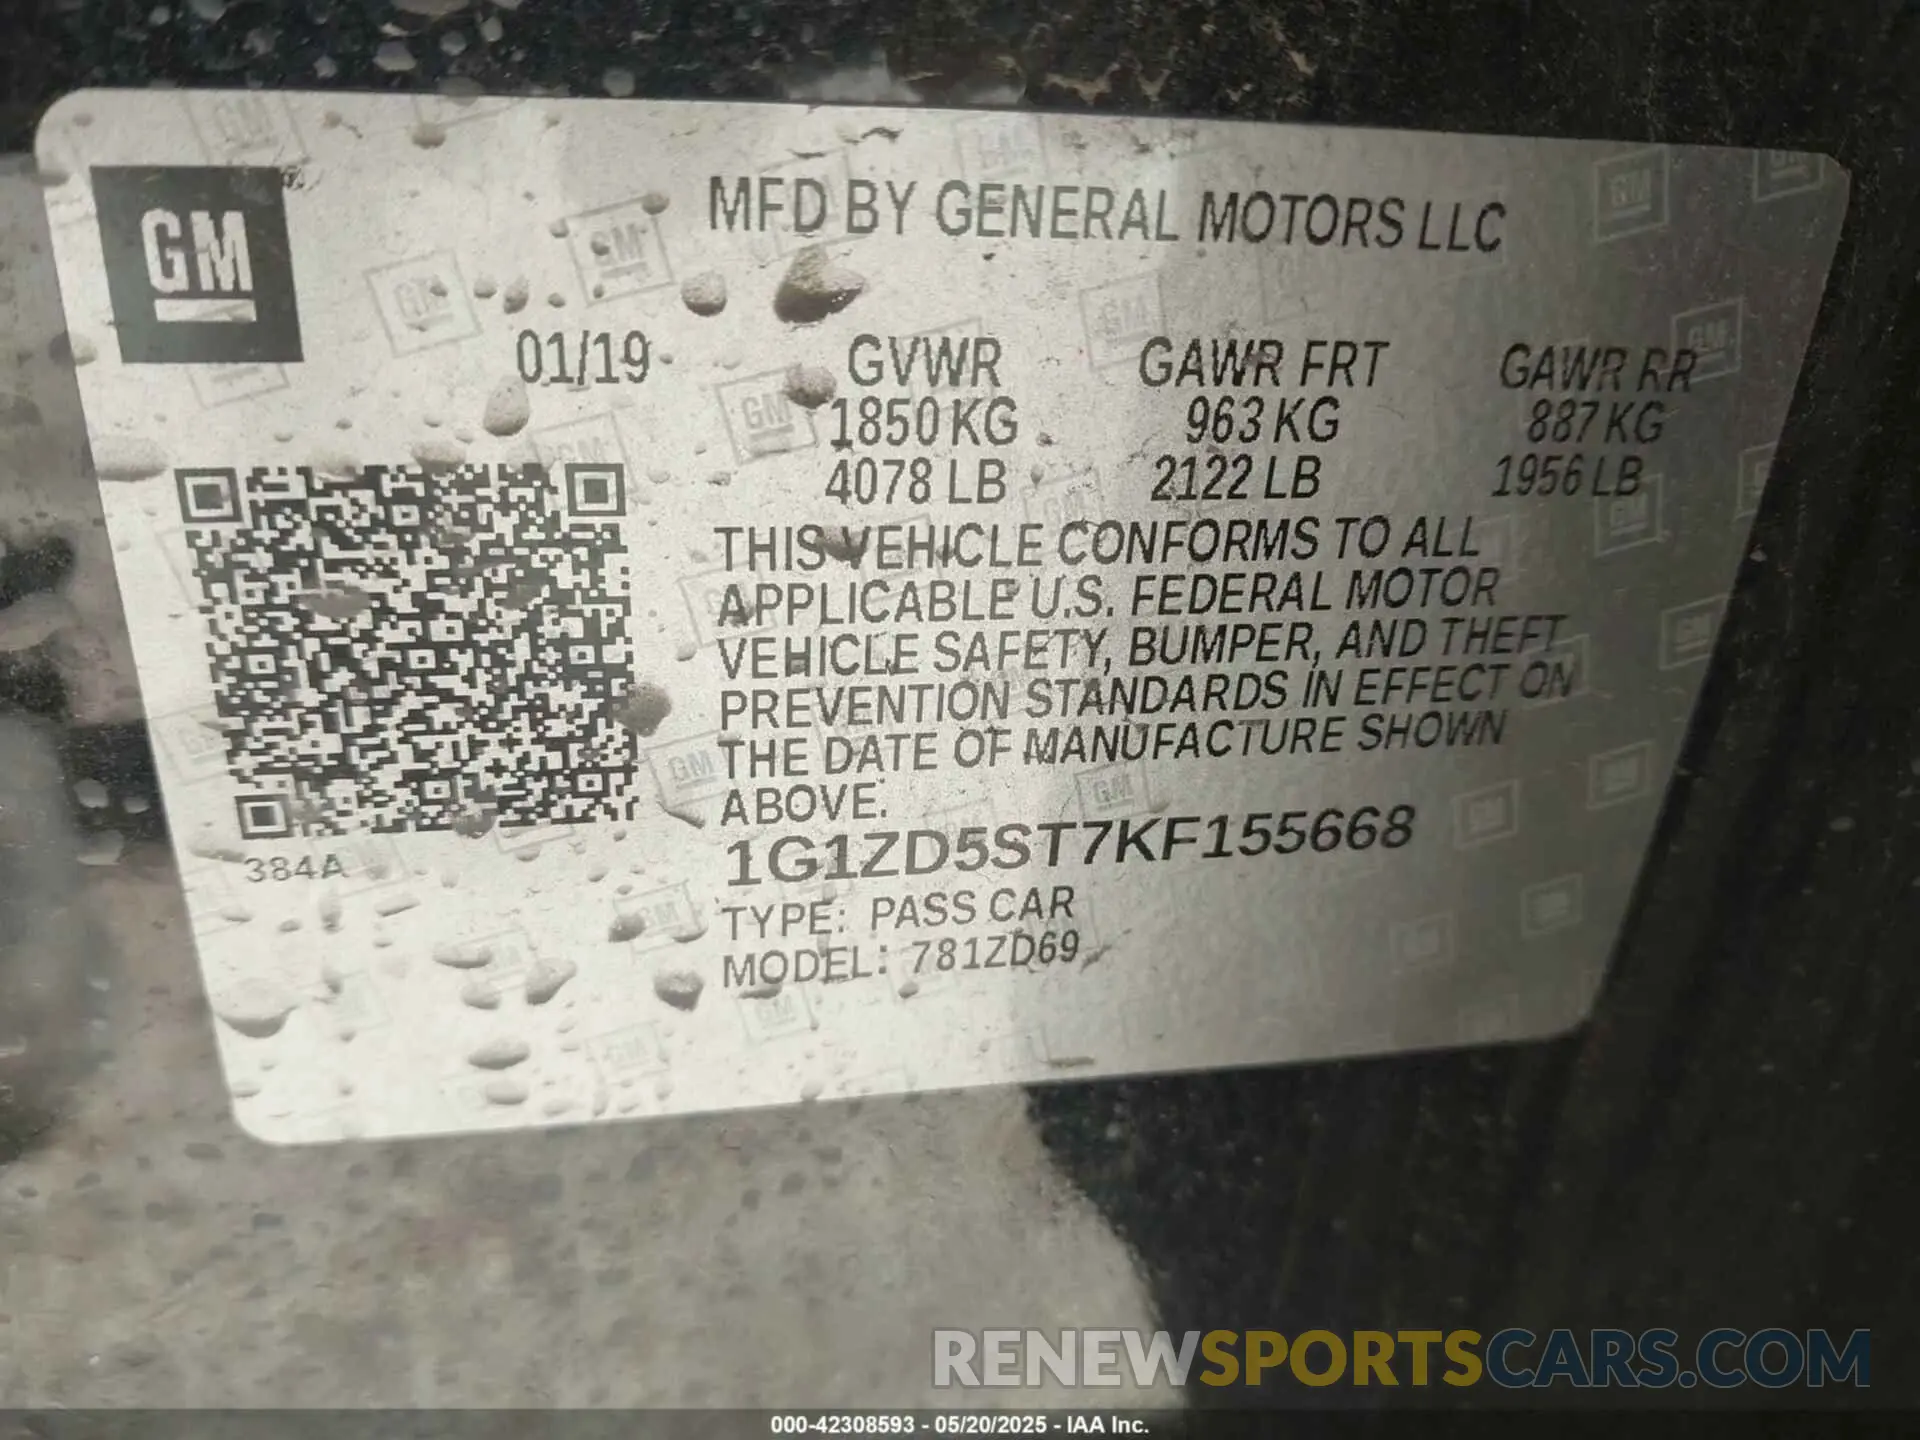 GM
MFD BY GENERAL MOTORS LLC
01/19
GVWR GAWR FRT GAWR RR
1850 KG 963 KG 887 KG
4078 LB 2122 LB 1956 LB
THIS VEHICLE CONFORMS TO ALL
APPLICABLE U.S. FEDERAL MOTOR
VEHICLE SAFETY, BUMPER, AND THEFT
PREVENTION STANDARDS IN EFFECT ON
THE DATE OF MANUFACTURE SHOWN
ABOVE.
1G1ZD5ST7KF155668
384A
TYPE: PASS CAR
MODEL: 781ZD69
RENEWSPORTSCARS.COM
000-42308593 - 05/20/2025 - IAA Inc.